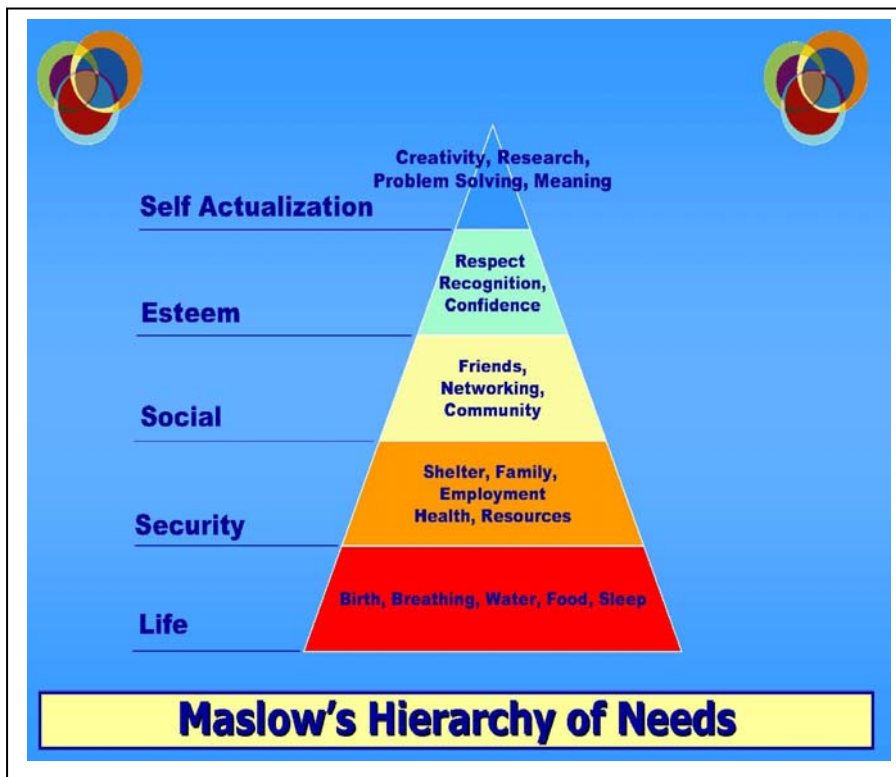 Creativity, Research,
Problem Solving, Meaning
Self Actualization
Respect
Recognition,
Confidence
Esteem
Friends,
Networking,
Community
Social
Shelter, Family,
Employment
Health, Resources
Security
Birth, Breathing, Water, Food, Sleep
Life
Maslow's Hierarchy of Needs